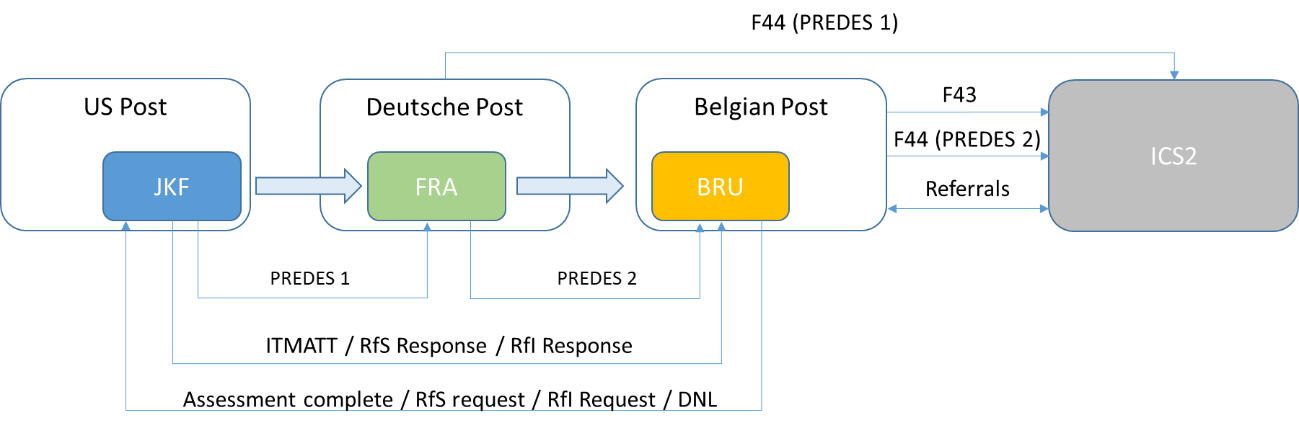 F44 (PREDES 1)
US Post
Deutsche Post
Belgian Post
F43
F44 (PREDES 2)
ICS2
JKF
FRA
BRU
Referrals
PREDES 1
PREDES 2
ITMATT / RfS Response / RfI Response
Assessment complete / RfS request / RfI Request / DNL